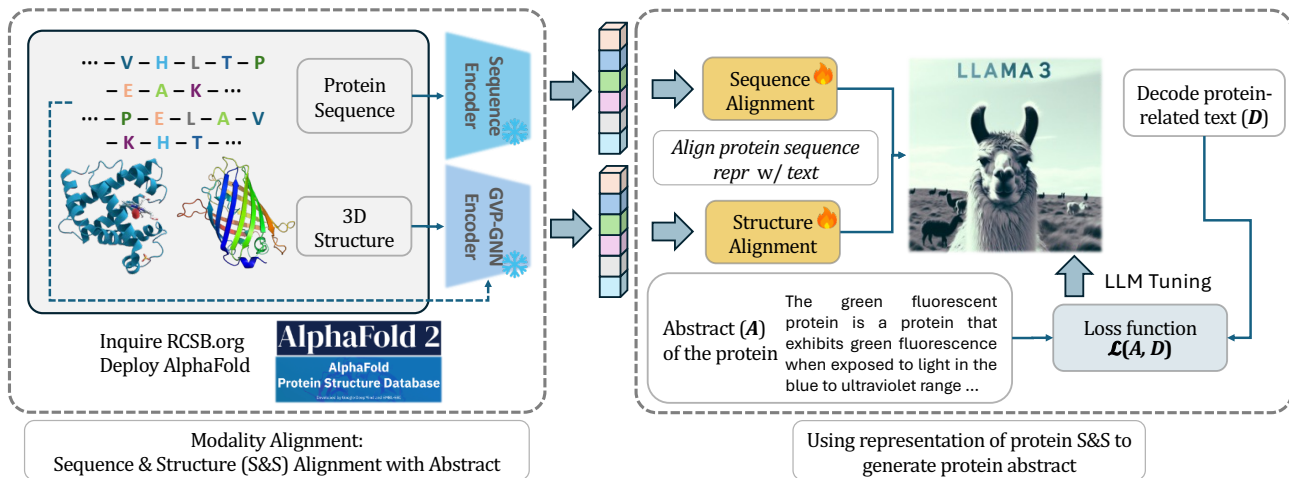 ··· V H L T P
E A K ···
··· P E L A V
K H T ···
Protein
Sequence
3D
Structure
Sequence
Encoder
GVP-GNN
Encoder
Inquire RCSB.org
Deploy AlphaFold
AlphaFold 2
AlphaFold
Protein Structure Database
Modality Alignment:
Sequence & Structure (S&S) Alignment with Abstract
Sequence
Alignment
Align protein sequence
repr w/ text
Structure
Alignment
LLAMA 3
Decode protein-
related text (D)
LLM Tuning
Abstract (A)
of the protein
The green fluorescent
protein is a protein that
exhibits green fluorescence
when exposed to light in the
blue to ultraviolet range ...
Loss function
𝓛(A, D)
Using representation of protein S&S to
generate protein abstract